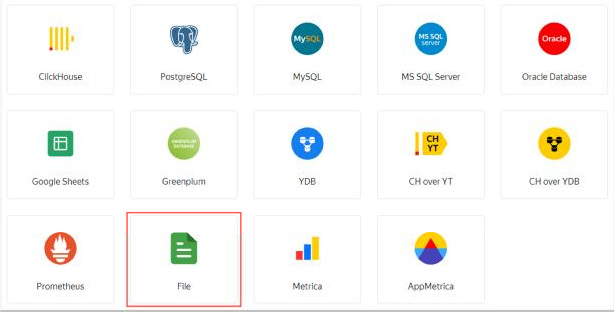 MySQL
MS SQL
server
Oracle
ClickHouse
PostgreSQL
MySQL
MS SQL Server
Oracle Database
GREENPLUM
DATABASE
CH
YT
Google Sheets
Greenplum
YDB
CH over YT
CH over YDB
Prometheus
File
Metrica
AppMetrica